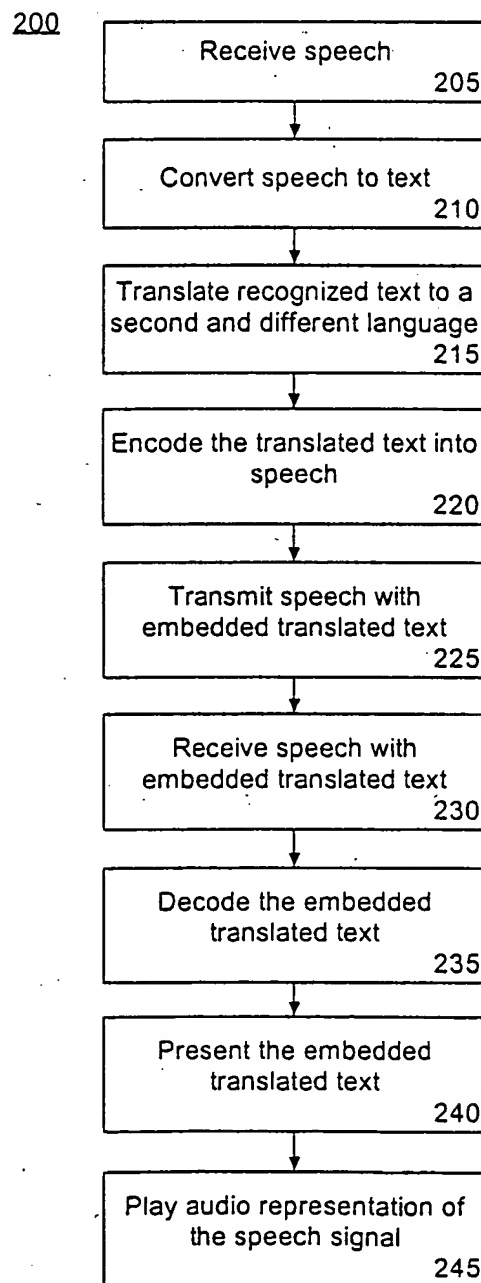 200
Receive speech
205
Convert speech to text
210
Translate recognized text to a
second and different language
215
Encode the translated text into
speech
220
Transmit speech with
embedded translated text
225
Receive speech with
embedded translated text
230
Decode the embedded
translated text
235
Present the embedded
translated text
240
Play audio representation of
the speech signal
245